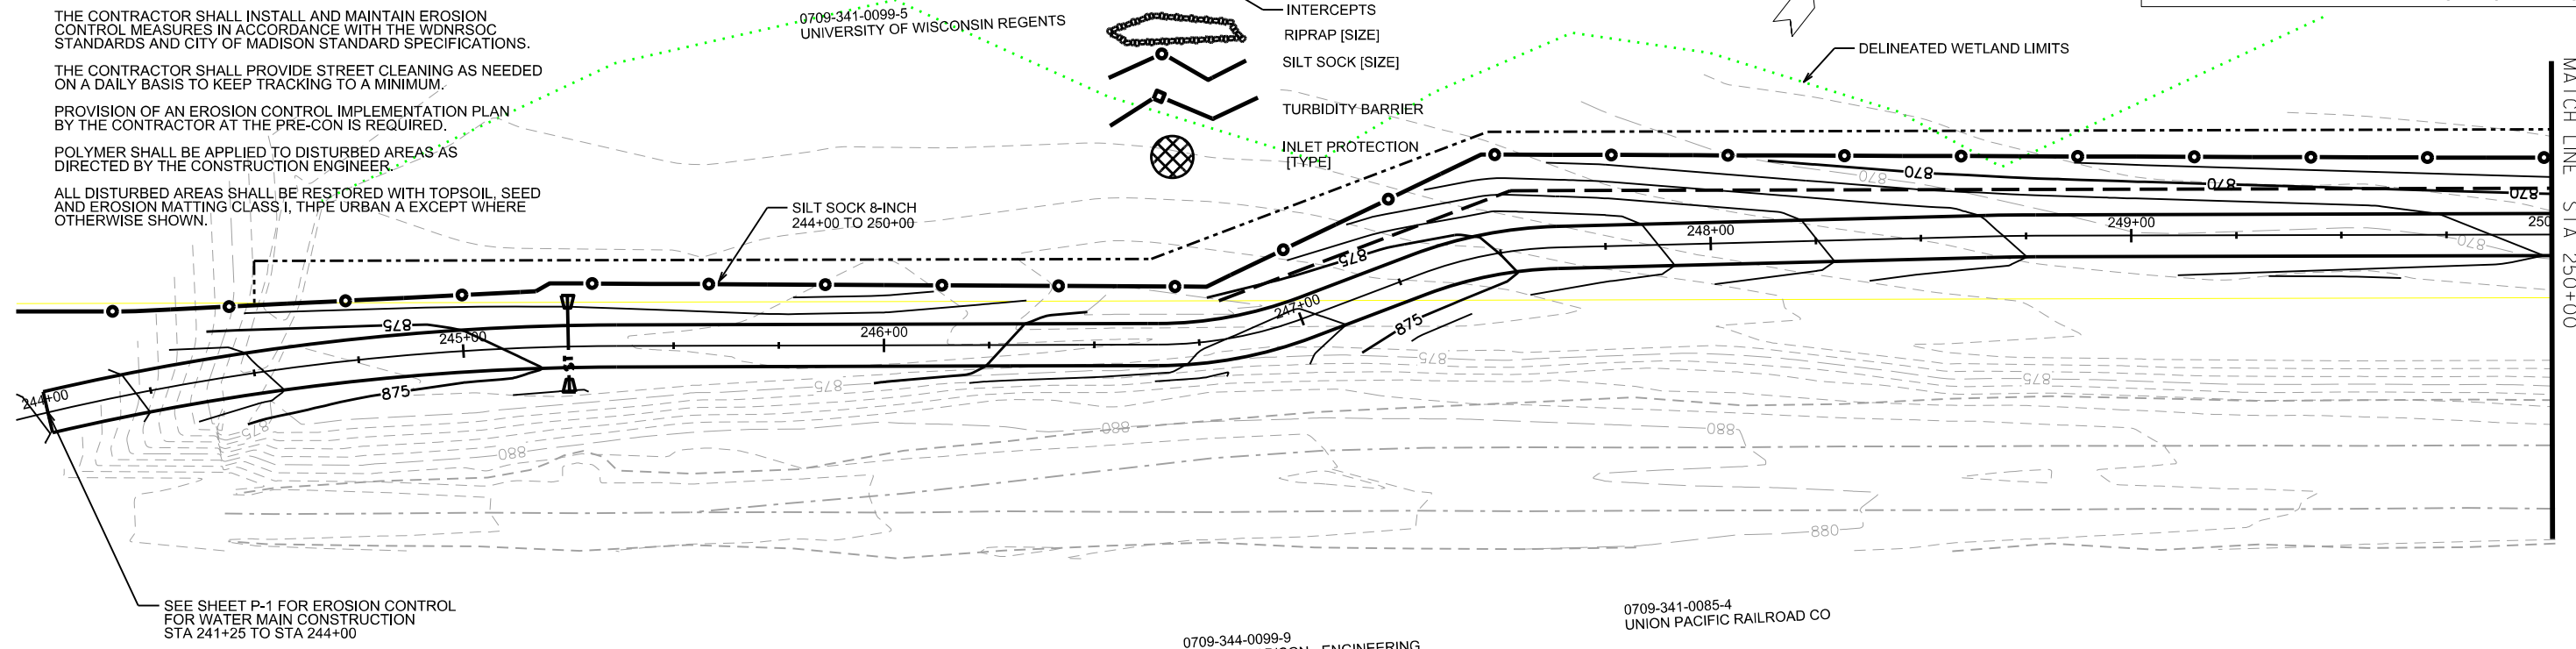 THE CONTRACTOR SHALL INSTALL AND MAINTAIN EROSION
CONTROL MEASURES IN ACCORDANCE WITH THE WDNRSOC
STANDARDS AND CITY OF MADISON STANDARD SPECIFICATIONS.
THE CONTRACTOR SHALL PROVIDE STREET CLEANING AS NEEDED
ON A DAILY BASIS TO KEEP TRACKING TO A MINIMUM.
PROVISION OF AN EROSION CONTROL IMPLEMENTATION PLAN
BY THE CONTRACTOR AT THE PRE-CON IS REQUIRED.
POLYMER SHALL BE APPLIED TO DISTURBED AREAS AS
DIRECTED BY THE CONSTRUCTION ENGINEER.
ALL DISTURBED AREAS SHALL BE RESTORED WITH TOPSOIL, SEED
AND EROSION MATTING CLASS I, THPE URBAN A EXCEPT WHERE
OTHERWISE SHOWN.
0709-341-0099-5
UNIVERSITY OF WISCONSIN REGENTS
INTERCEPTS
RIPRAP [SIZE]
SILT SOCK [SIZE]
TURBIDITY BARRIER
INLET PROTECTION
[TYPE]
DELINEATED WETLAND LIMITS
MATCH LINE STA 250+00
SILT SOCK 8-INCH
244+00 TO 250+00
870
870
870
870
870
875
248+00
249+00
250
875
245+00
246+00
247+00
875
875
875
875
875
244+00
875
880
880
880
880
SEE SHEET P-1 FOR EROSION CONTROL
FOR WATER MAIN CONSTRUCTION
STA 241+25 TO STA 244+00
0709-341-0085-4
UNION PACIFIC RAILROAD CO
0709-344-0099-9
ENGINEERING